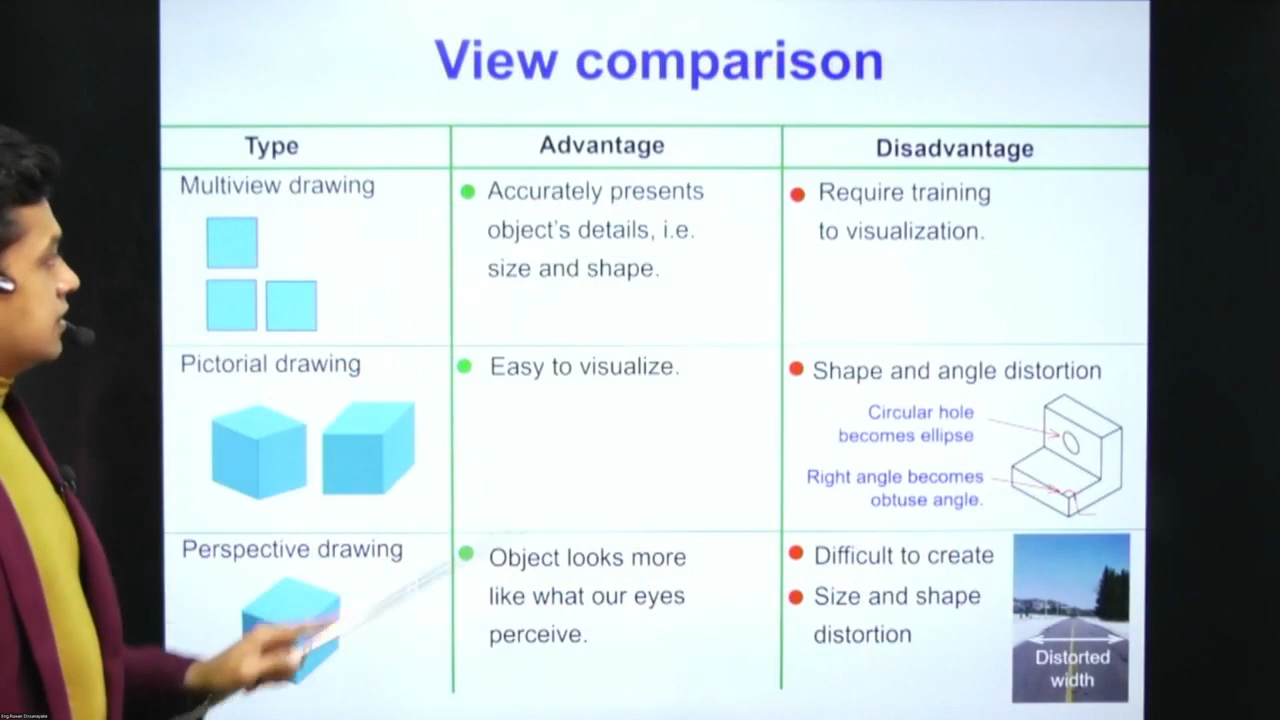 View comparison
Type
Advantage
Disadvantage
Multiview drawing
Accurately presents
object's details, i.e.
size and shape.
Require training
to visualization.
Pictorial drawing
Easy to visualize.
Shape and angle distortion
Circular hole
becomes ellipse
Right angle becomes
obtuse angle.
Perspective drawing
Object looks more
like what our eyes
perceive.
Difficult to create
Size and shape
distortion
Distorted
width